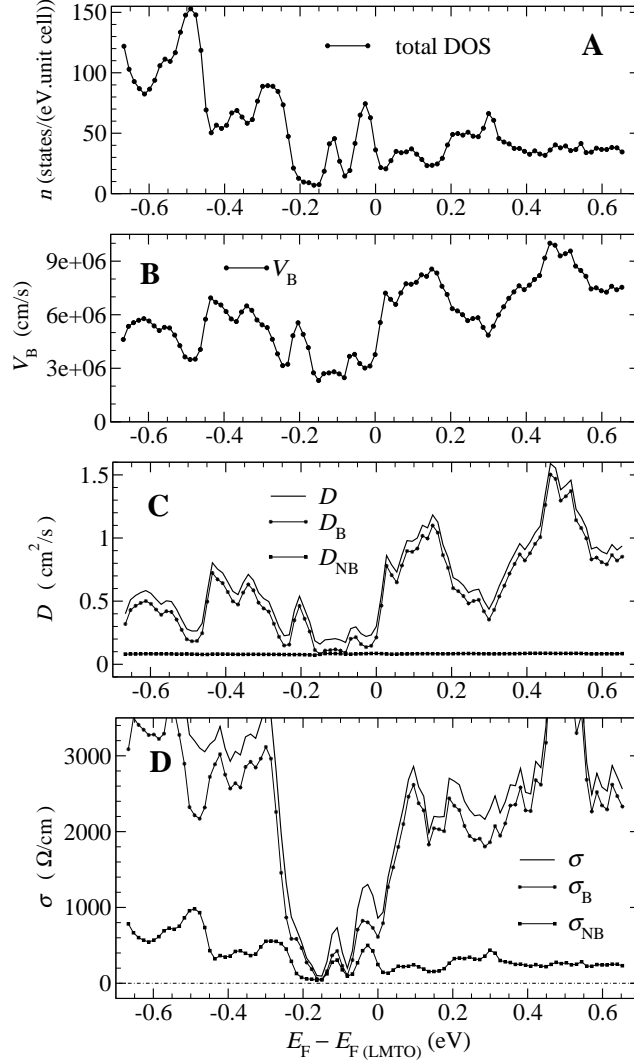 150
100
50
0
n (states/(eV.unit cell))
total DOS
A
-0.6 -0.4 -0.2 0 0.2 0.4 0.6
9e+06
6e+06
3e+06
0
V_B (cm/s)
B
V_B
-0.6 -0.4 -0.2 0 0.2 0.4 0.6
1.5
1
0.5
0
D (cm²/s)
C
D
D_B
D_NB
-0.6 -0.4 -0.2 0 0.2 0.4 0.6
3000
2000
1000
0
σ (Ω/cm)
D
σ
σ_B
σ_NB
-0.6 -0.4 -0.2 0 0.2 0.4 0.6
E_F − E_F (LMTO) (eV)